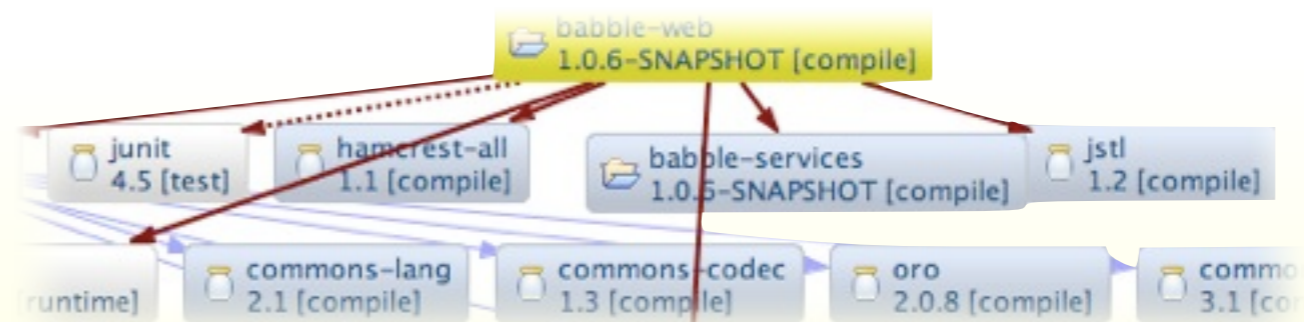 babble-web
1.0.6-SNAPSHOT [compile]
junit
4.5 [test]
hamcrest-all
1.1 [compile]
babble-services
1.0.6-SNAPSHOT [compile]
jstl
1.2 [compile]
[runtime]
commons-lang
2.1 [compile]
commons-codec
1.3 [compile]
oro
2.0.8 [compile]
commo
3.1 [co